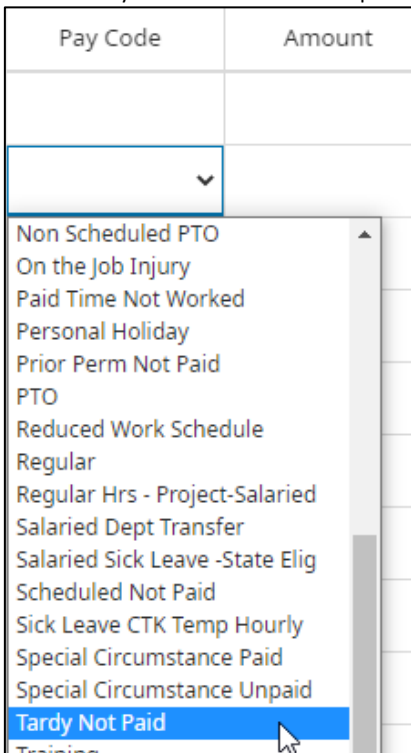 Pay Code Amount
Non Scheduled PTO
On the Job Injury
Paid Time Not Worked
Personal Holiday
Prior Perm Not Paid
PTO
Reduced Work Schedule
Regular
Regular Hrs - Project-Salaried
Salaried Dept Transfer
Salaried Sick Leave -State Elig
Scheduled Not Paid
Sick Leave CTK Temp Hourly
Special Circumstance Paid
Special Circumstance Unpaid
Tardy Not Paid
Training